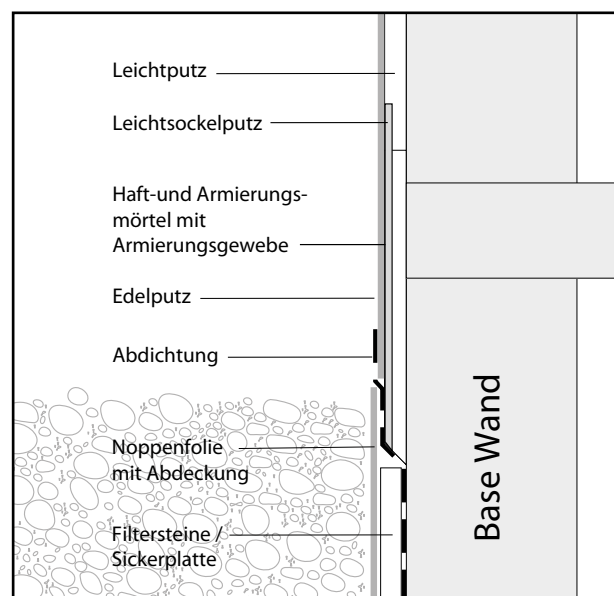 Leichtputz
Leichtsockelputz
Haft-und Armierungs-
mörtel mit
Armierungsgewebe
Edelputz
Abdichtung
Noppenfolie
mit Abdeckung
Filtersteine /
Sickerplatte
Base Wand